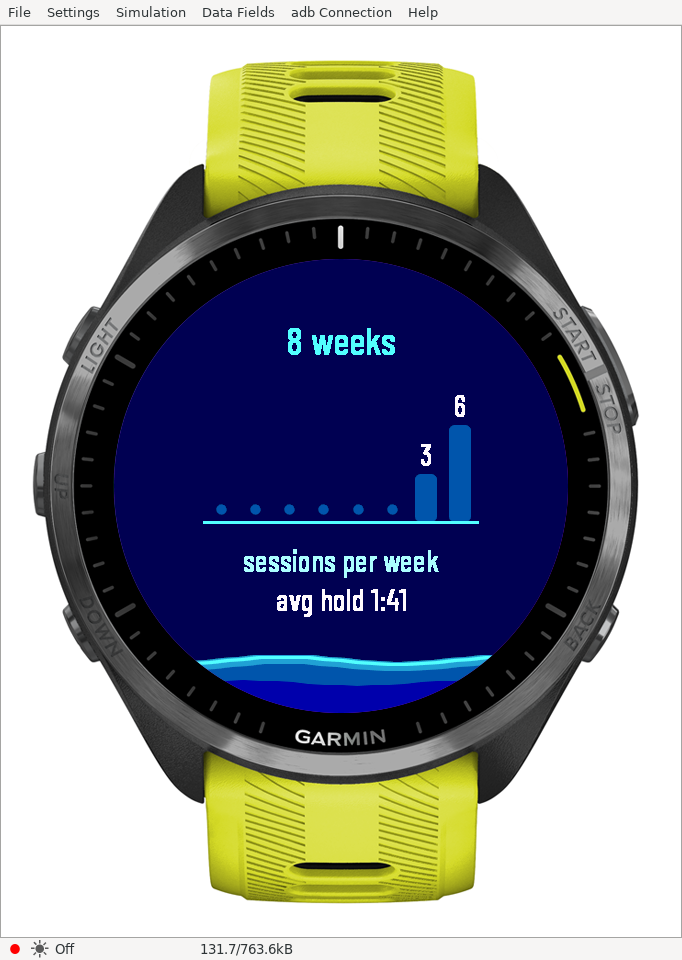 File Settings Simulation Data Fields adb Connection Help
LIGHT
START
STOP
UP
DOWN
BACK
8 weeks
6
3
sessions per week
avg hold 1:41
GARMIN
Off 131.7/763.6kB